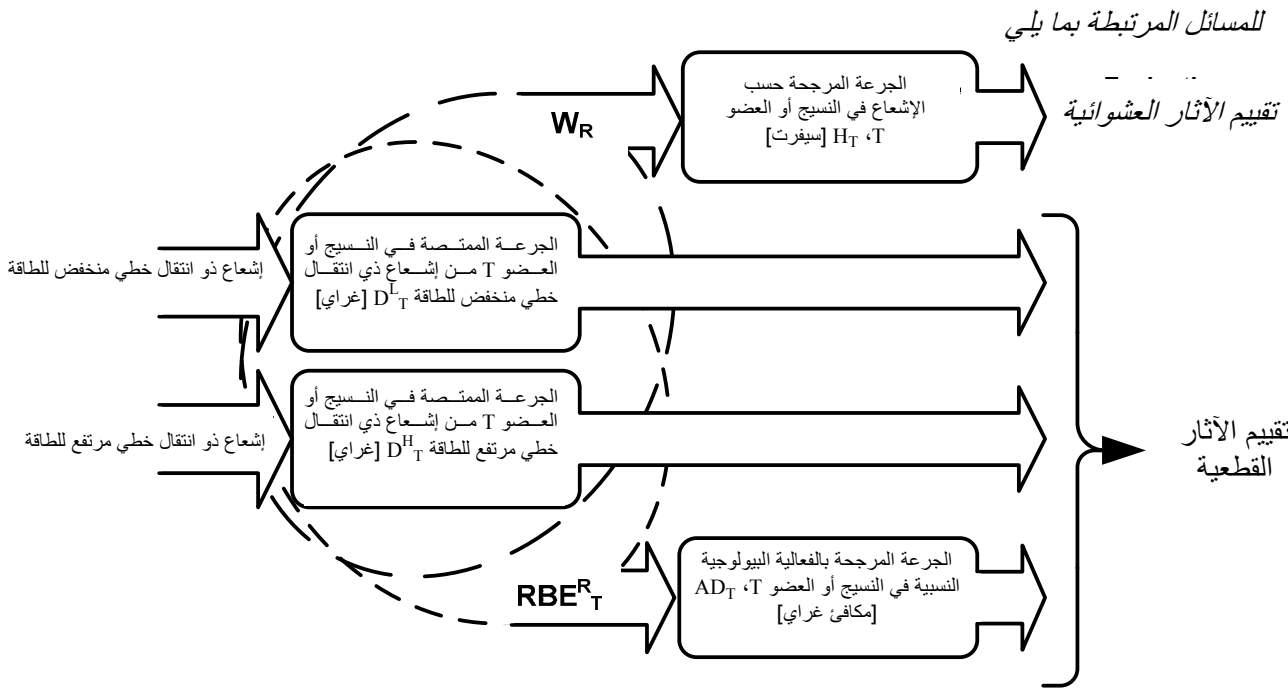 للمسائل المرتبطة بما يلي
الجرعة المرجحة حسب
الإشعاع في النسيج أو العضو
H_T ،T [سيفرت]
W_R
تقييم الآثار العشوائية
إشعاع ذو انتقال خطي منخفض للطاقة
الجرعة الممتصة في النسيج أو
العضو T من إشعاع ذي انتقال
خطي منخفض للطاقة D^L_T [غراي]
إشعاع ذو انتقال خطي مرتفع للطاقة
الجرعة الممتصة في النسيج أو
العضو T من إشعاع ذي انتقال
خطي مرتفع للطاقة D^H_T [غراي]
تقييم الآثار
القطعية
RBE^R_T
الجرعة المرجحة بالفعالية البيولوجية
النسبية في النسيج أو العضو AD_T ،T
[مكافئ غراي]